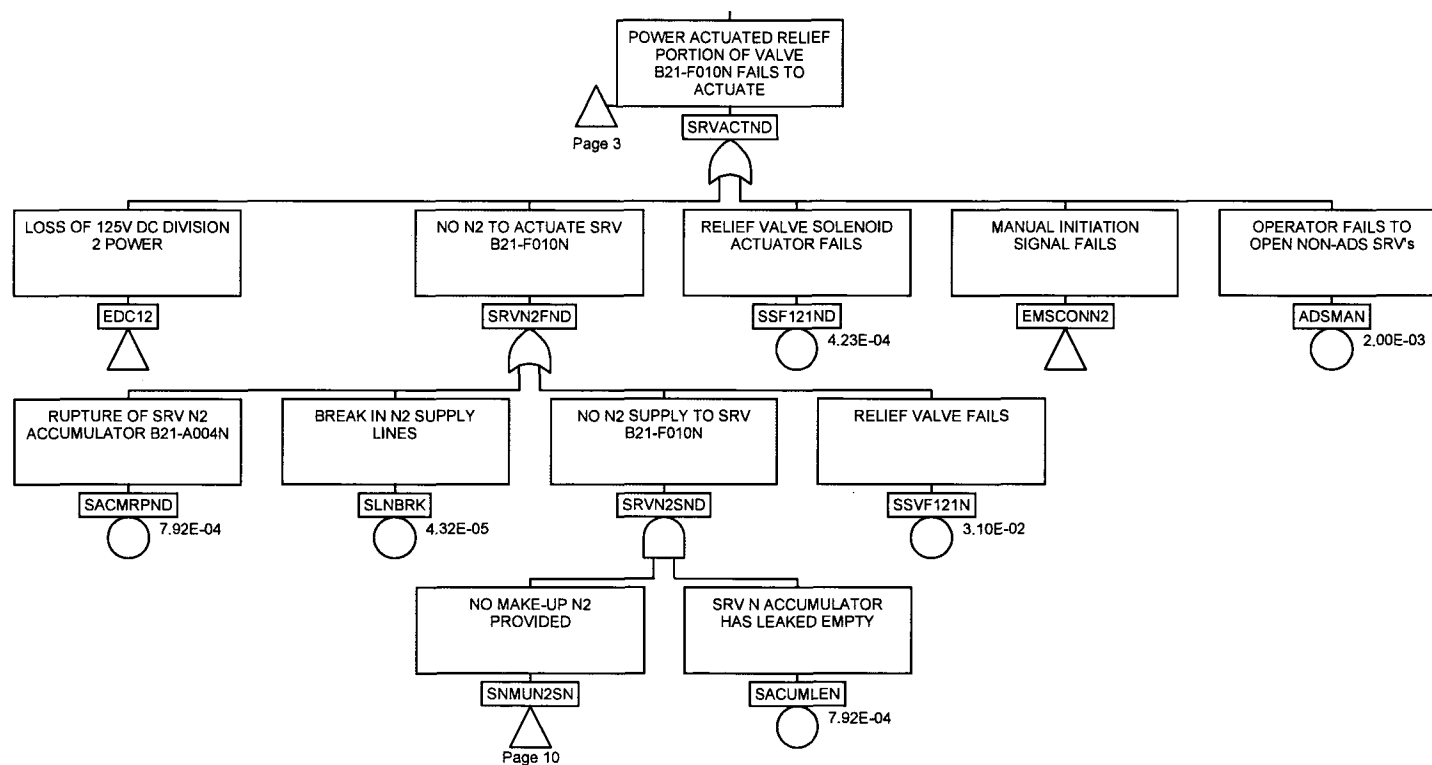 POWER ACTUATED RELIEF
PORTION OF VALVE
B21-F010N FAILS TO
ACTUATE
Page 3
SRVACTND
LOSS OF 125V DC DIVISION
2 POWER
EDC12
NO N2 TO ACTUATE SRV
B21-F010N
SRVN2FND
RELIEF VALVE SOLENOID
ACTUATOR FAILS
SSF121ND
4.23E-04
MANUAL INITIATION
SIGNAL FAILS
EMSCONN2
OPERATOR FAILS TO
OPEN NON-ADS SRV's
ADSMAN
2.00E-03
RUPTURE OF SRV N2
ACCUMULATOR B21-A004N
SACMRPND
7.92E-04
BREAK IN N2 SUPPLY
LINES
SLNBRK
4.32E-05
NO N2 SUPPLY TO SRV
B21-F010N
SRVN2SND
RELIEF VALVE FAILS
SSVF121N
3.10E-02
NO MAKE-UP N2
PROVIDED
SNMUN2SN
Page 10
SRV N ACCUMULATOR
HAS LEAKED EMPTY
SACUMLEN
7.92E-04